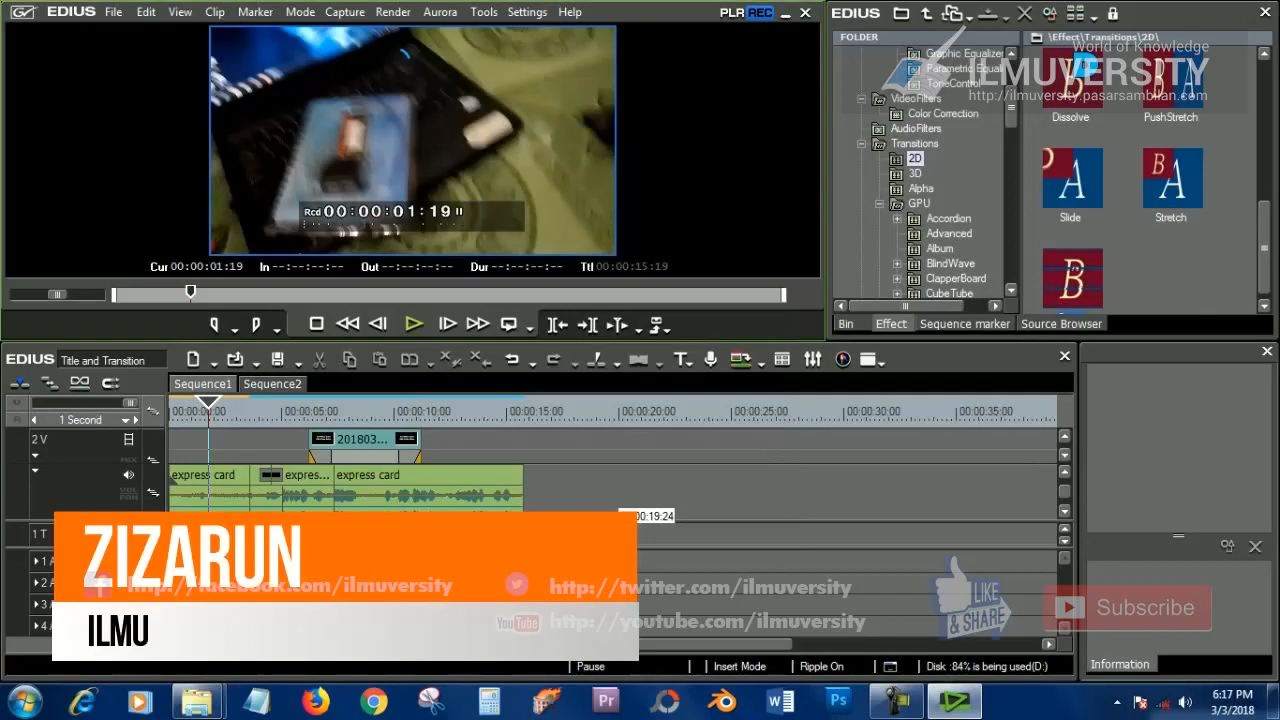 EDIUS File Edit View Clip Marker Mode Capture Render Aurora Tools Settings Help PLR REC
EDIUS
FOLDER
\Effect\Transitions\2D\
World of Knowledge
ILMUVERSITY
http://ilmuversity.pasarsambilan.com
Graphic Equalizer
Parametric Equali
ToneControl
VideoFilters
Color Correction
AudioFilters
Transitions
2D
3D
Alpha
GPU
Accordion
Advanced
Album
BlindWave
ClapperBoard
CubeTube
Dissolve
PushStretch
Slide
Stretch
Bin Effect Sequence marker Source Browser
Rcd 00:00:01:19
Cur 00:00:01:19 In --:--:--:-- Out --:--:--:-- Dur --:--:--:-- Ttl 00:00:15:19
EDIUS Title and Transition
Sequence1 Sequence2
1 Second
00:00:00;00 00:00:05;00 00:00:10;00 00:00:15;00 00:00:20;00 00:00:25;00 00:00:30;00 00:00:35;00
2 V
201803...
MIX
express card expres... express card
VOL
PAN
00:19:24
1 T
ZIZARUN
ILMU
http://facebook.com/ilmuversity
http://twitter.com/ilmuversity
YouTube http://youtube.com/ilmuversity
LIKE
& SHARE
Subscribe
Pause Insert Mode Ripple On Disk :84% is being used(D:)
Information
Pr
Ps
6:17 PM
3/3/2018